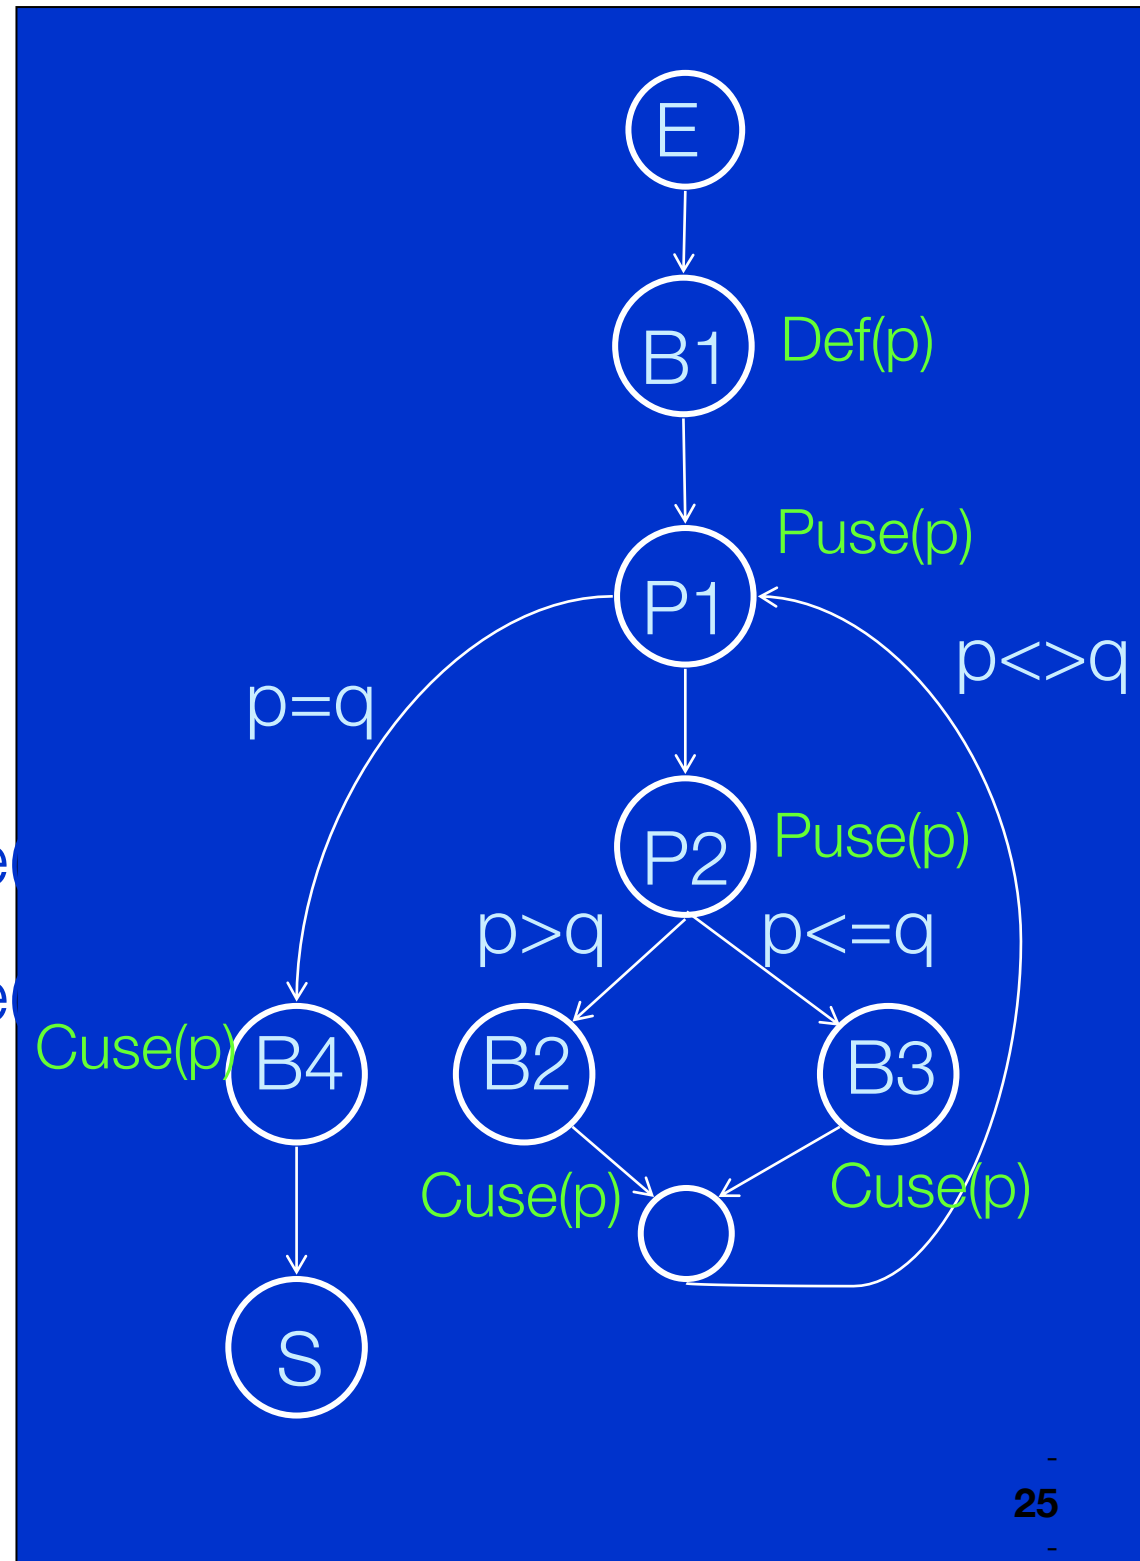 E
B1
Def(p)
Puse(p)
P1
p<>q
p=q
P2
Puse(p)
p>q
p<=q
Cuse(p)
B4
B2
B3
Cuse(p)
Cuse(p)
S
-
25
-